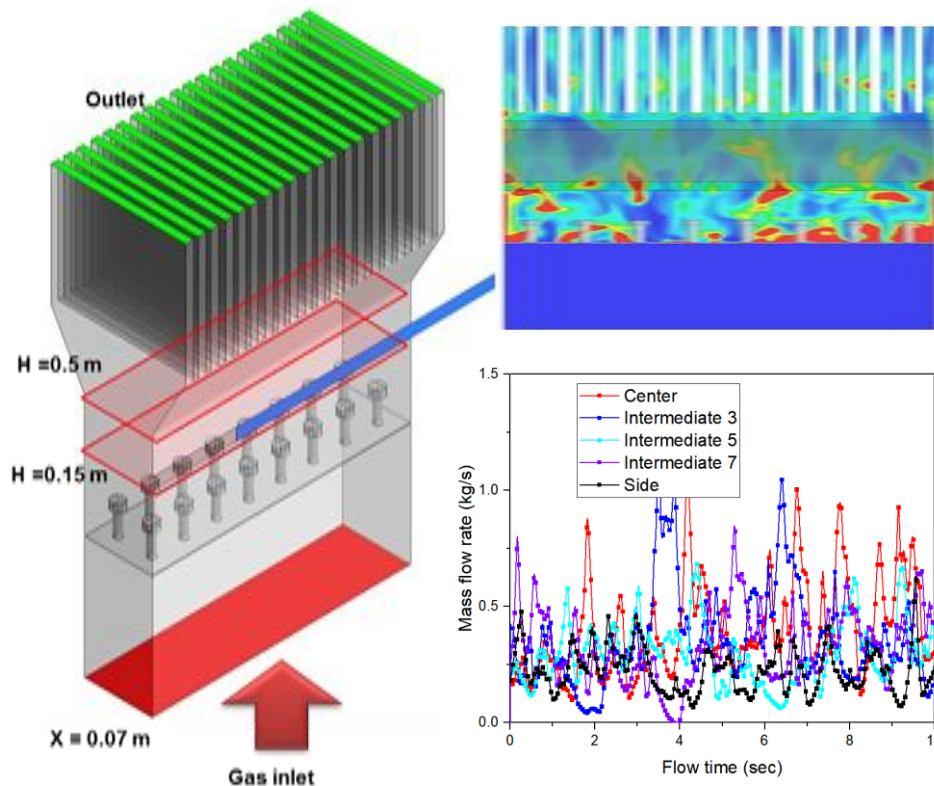 Outlet
H =0.5 m
H =0.15 m
X = 0.07 m
Gas inlet
1.5
1.0
0.5
0.0
Mass flow rate (kg/s)
Center
Intermediate 3
Intermediate 5
Intermediate 7
Side
0
2
4
6
8
1
Flow time (sec)